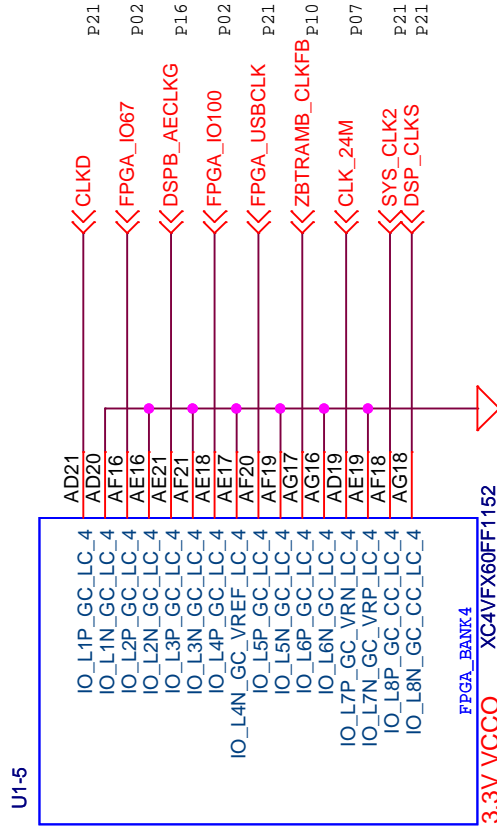 U1-5
IO_L1P_GC_LC_4 AD21 CLKD P21
IO_L1N_GC_LC_4 AD20
IO_L2P_GC_LC_4 AF16 FPGA_IO67 P02
IO_L2N_GC_LC_4 AE16
IO_L3P_GC_LC_4 AE21 DSPB_AECLKG P16
IO_L3N_GC_LC_4 AF21
IO_L4P_GC_LC_4 AE18 FPGA_IO100 P02
IO_L4N_GC_VREF_LC_4 AE17
IO_L5P_GC_LC_4 AF20 FPGA_USBCLK P21
IO_L5N_GC_LC_4 AF19
IO_L6P_GC_LC_4 AG17 ZBTRAMB_CLKFB P10
IO_L6N_GC_LC_4 AG16
IO_L7P_GC_VRN_LC_4 AD19 CLK_24M P07
IO_L7N_GC_VRP_LC_4 AE19
IO_L8P_GC_CC_LC_4 AF18 SYS_CLK2 P21
IO_L8N_GC_CC_LC_4 AG18 DSP_CLKS P21
FPGA_BANK4
3.3V VCCO XC4VFX60FF1152